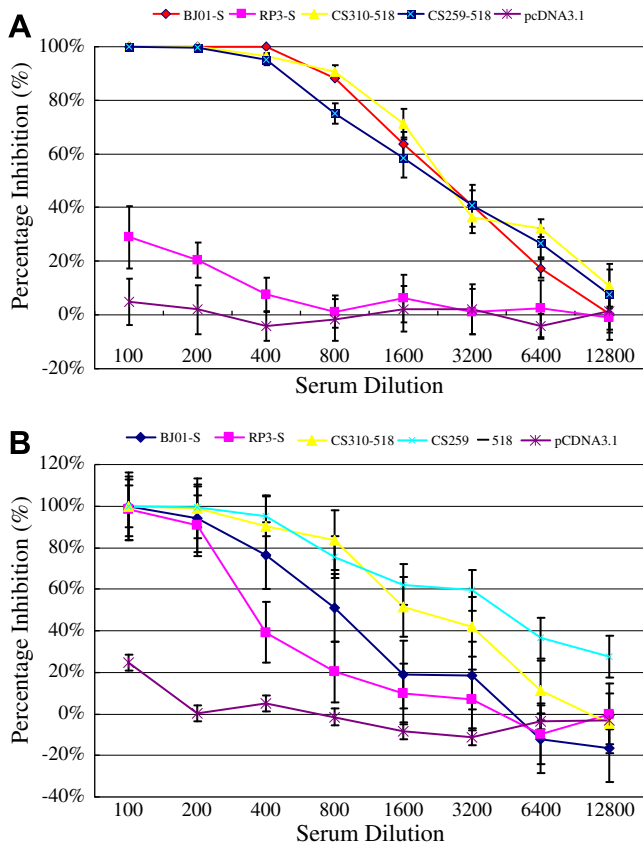 A
BJ01-S RP3-S CS310-518 CS259-518 pcDNA3.1
Percentage Inhibition (%)
100%
80%
60%
40%
20%
0%
-20%
100 200 400 800 1600 3200 6400 12800
Serum Dilution
B
BJ01-S RP3-S CS310-518 CS259 518 pCDNA3.1
Percentage Inhibition (%)
120%
100%
80%
60%
40%
20%
0%
-20%
-40%
100 200 400 800 1600 3200 6400 12800
Serum Dilution